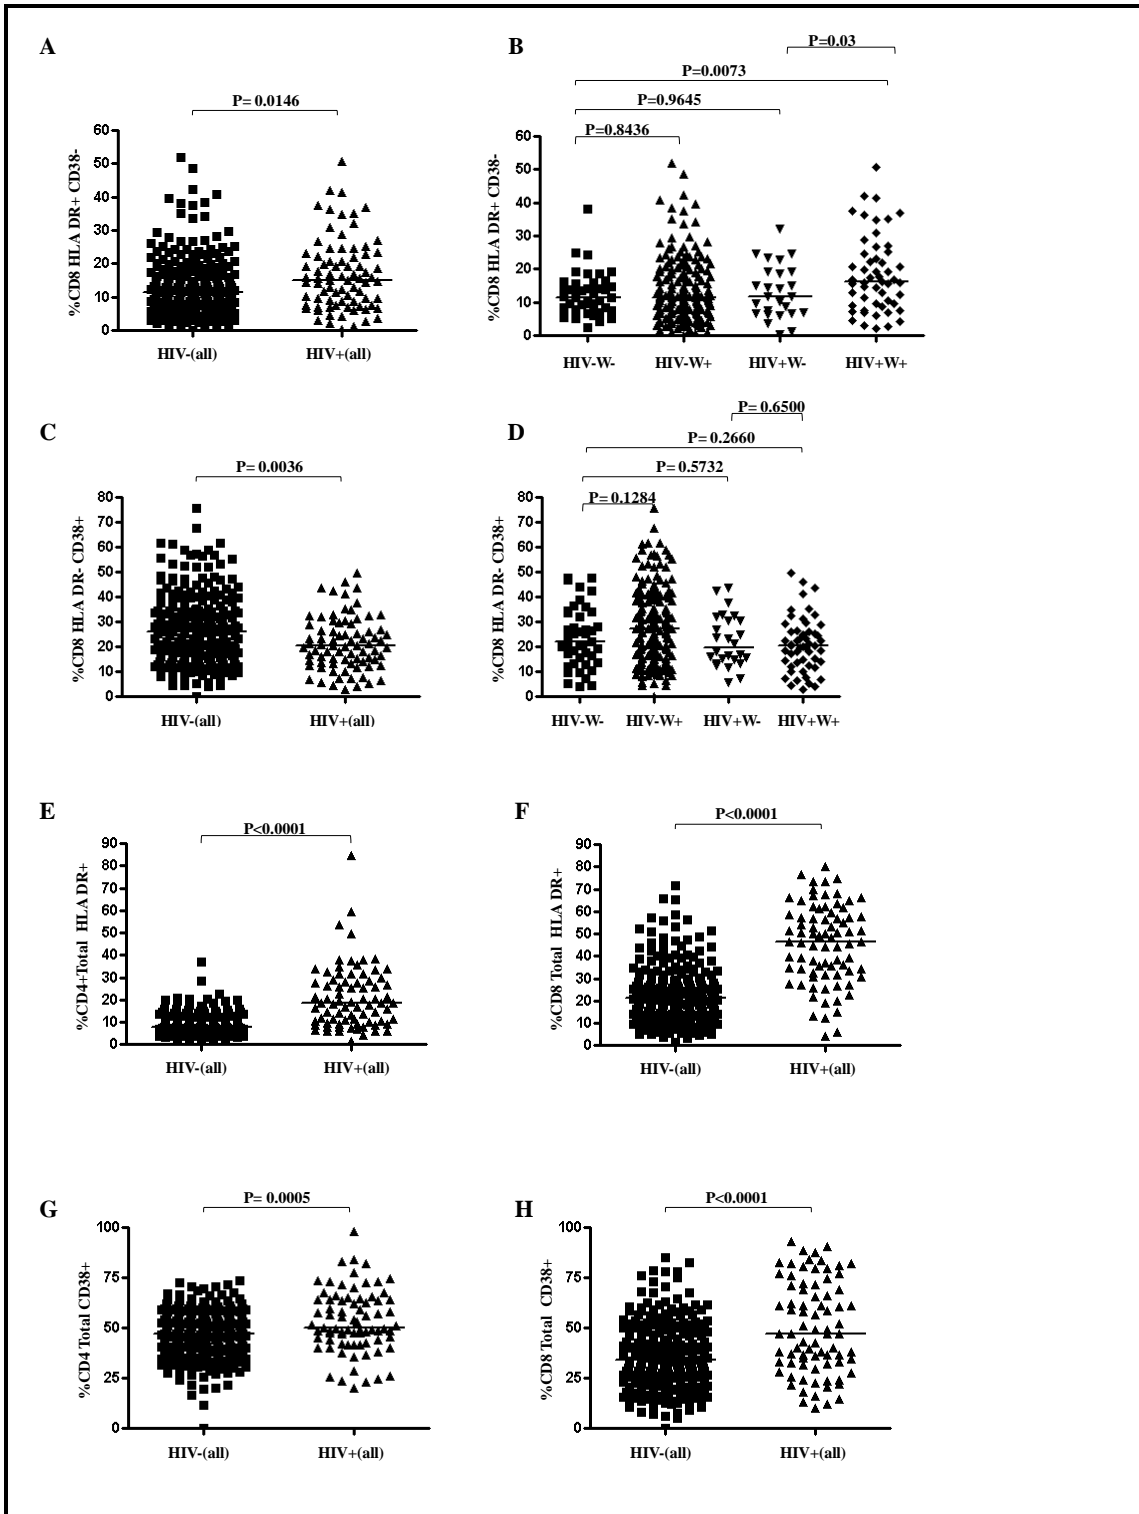 A
P= 0.0146
%CD8 HLA DR+ CD38-
60
50
40
30
20
10
0
HIV-(all)
HIV+(all)
B
P=0.03
P=0.0073
P=0.9645
P=0.8436
%CD8 HLA DR+ CD38-
60
50
40
30
20
10
0
HIV-W-
HIV-W+
HIV+W-
HIV+W+
C
P= 0.0036
%CD8 HLA DR- CD38+
80
70
60
50
40
30
20
10
0
HIV-(all)
HIV+(all)
D
P= 0.6500
P= 0.2660
P= 0.5732
P= 0.1284
%CD8 HLA DR- CD38+
80
70
60
50
40
30
20
10
0
HIV-W-
HIV-W+
HIV+W-
HIV+W+
E
P<0.0001
%CD4+Total HLA DR+
90
80
70
60
50
40
30
20
10
0
HIV-(all)
HIV+(all)
F
P<0.0001
%CD8 Total HLA DR+
90
80
70
60
50
40
30
20
10
0
HIV-(all)
HIV+(all)
G
P= 0.0005
%CD4 Total CD38+
100
75
50
25
0
HIV-(all)
HIV+(all)
H
P<0.0001
%CD8 Total CD38+
100
75
50
25
0
HIV-(all)
HIV+(all)